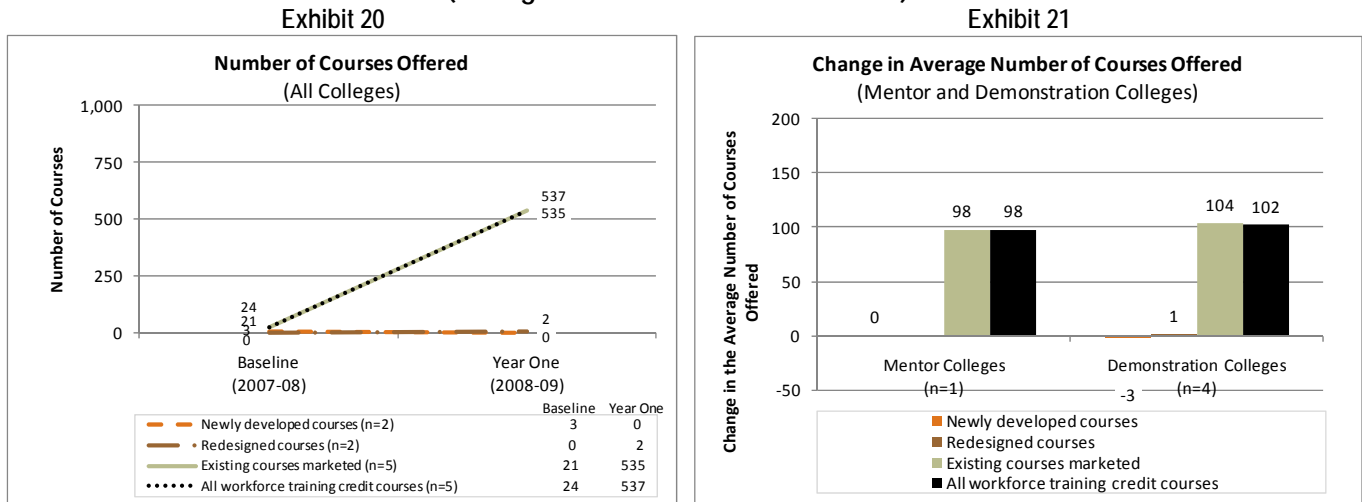 Exhibit 20
Number of Courses Offered
(All Colleges)
Number of Courses
1,000
750
500
250
0
24
21
3
0
537
535
2
0
Baseline
(2007-08)
Year One
(2008-09)
Baseline Year One
Newly developed courses (n=2) 3 0
Redesigned courses (n=2) 0 2
Existing courses marketed (n=5) 21 535
All workforce training credit courses (n=5) 24 537
Exhibit 21
Change in Average Number of Courses Offered
(Mentor and Demonstration Colleges)
Change in the Average Number of Courses
Offered
200
150
100
50
0
-50
0
98
98
-3
1
104
102
Mentor Colleges
(n=1)
Demonstration Colleges
(n=4)
Newly developed courses
Redesigned courses
Existing courses marketed
All workforce training credit courses